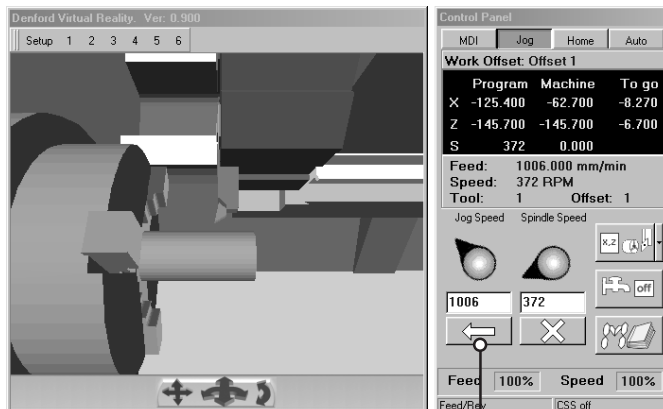 Denford Virtual Reality. Ver: 0.900
Setup 1 2 3 4 5 6
Control Panel
MDI Jog Home Auto
Work Offset: Offset 1
Program Machine To go
X -125.400 -62.700 -8.270
Z -145.700 -145.700 -6.700
S 372 0.000
Feed: 1006.000 mm/min
Speed: 372 RPM
Tool: 1 Offset: 1
Jog Speed Spindle Speed
x,z
1006 372
off
Feed 100% Speed 100%
Feed/Rev CSS off